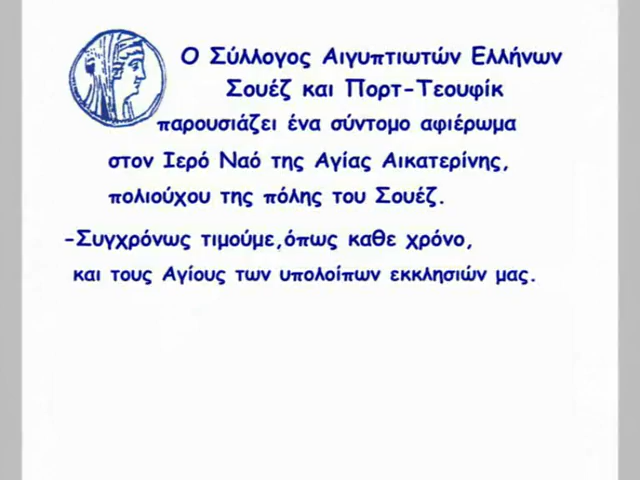 Ο Σύλλογος Αιγυπτιωτών Ελλήνων
Σουέζ και Πορτ-Τεουφίκ
παρουσιάζει ένα σύντομο αφιέρωμα
στον Ιερό Ναό της Αγίας Αικατερίνης,
πολιούχου της πόλης του Σουέζ.
-Συγχρόνως τιμούμε,όπως καθε χρόνο,
και τους Αγίους των υπολοίπων εκκλησιών μας.